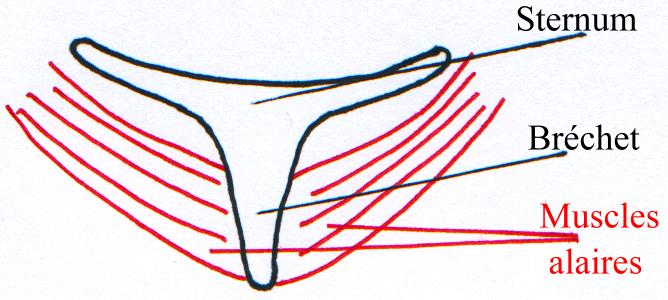 Sternum
Bréchet
Muscles
alaires